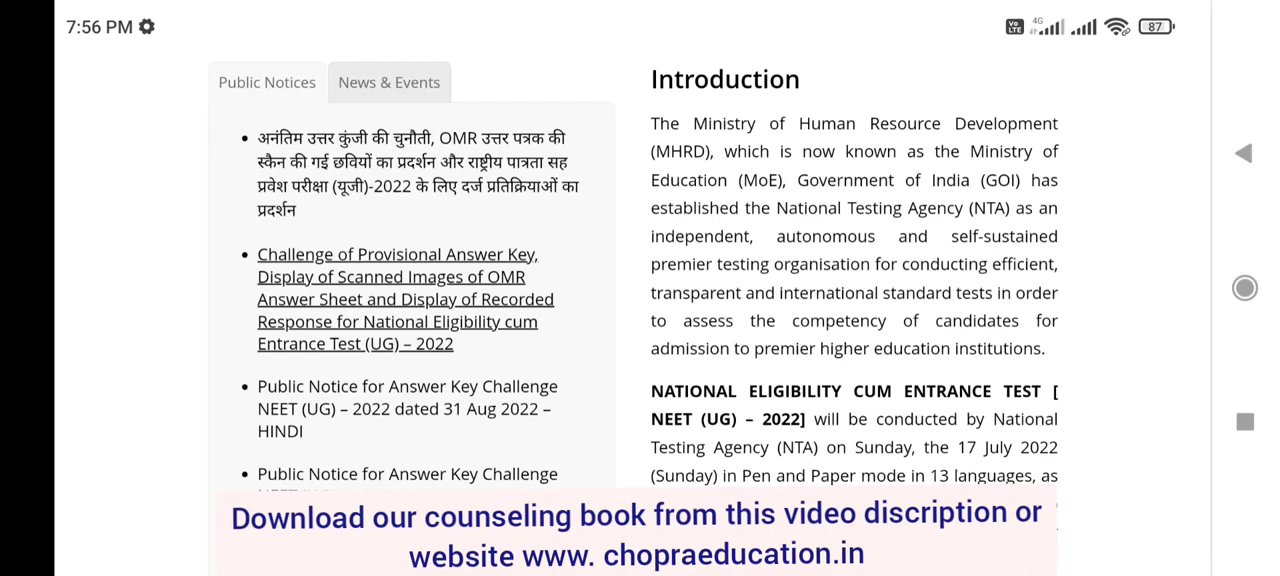 7:56 PM
Vo LTE 4G 87
Public Notices News & Events
अनंतिम उत्तर कुंजी की चुनौती, OMR उत्तर पत्रक की
स्कैन की गई छवियों का प्रदर्शन और राष्ट्रीय पात्रता सह
प्रवेश परीक्षा (यूजी)-2022 के लिए दर्ज प्रतिक्रियाओं का
प्रदर्शन
Challenge of Provisional Answer Key,
Display of Scanned Images of OMR
Answer Sheet and Display of Recorded
Response for National Eligibility cum
Entrance Test (UG) – 2022
Public Notice for Answer Key Challenge
NEET (UG) – 2022 dated 31 Aug 2022 –
HINDI
Public Notice for Answer Key Challenge
Introduction
The Ministry of Human Resource Development
(MHRD), which is now known as the Ministry of
Education (MoE), Government of India (GOI) has
established the National Testing Agency (NTA) as an
independent, autonomous and self-sustained
premier testing organisation for conducting efficient,
transparent and international standard tests in order
to assess the competency of candidates for
admission to premier higher education institutions.
NATIONAL ELIGIBILITY CUM ENTRANCE TEST [
NEET (UG) – 2022] will be conducted by National
Testing Agency (NTA) on Sunday, the 17 July 2022
(Sunday) in Pen and Paper mode in 13 languages, as
Download our counseling book from this video discription or
website www. chopraeducation.in